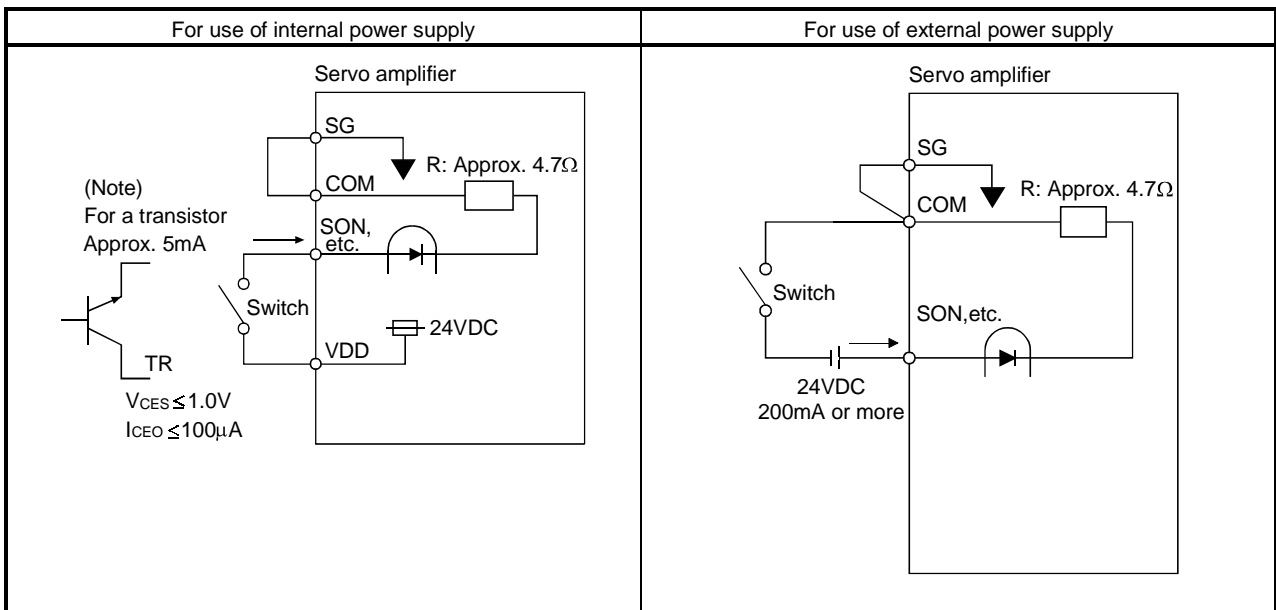 For use of internal power supply
For use of external power supply
Servo amplifier
SG
R: Approx. 4.7Ω
COM
(Note)
For a transistor
Approx. 5mA
SON,
etc.
Switch
24VDC
VDD
TR
VCES ≤1.0V
ICEO ≤100μA
Servo amplifier
SG
R: Approx. 4.7Ω
COM
Switch
SON,etc.
24VDC
200mA or more